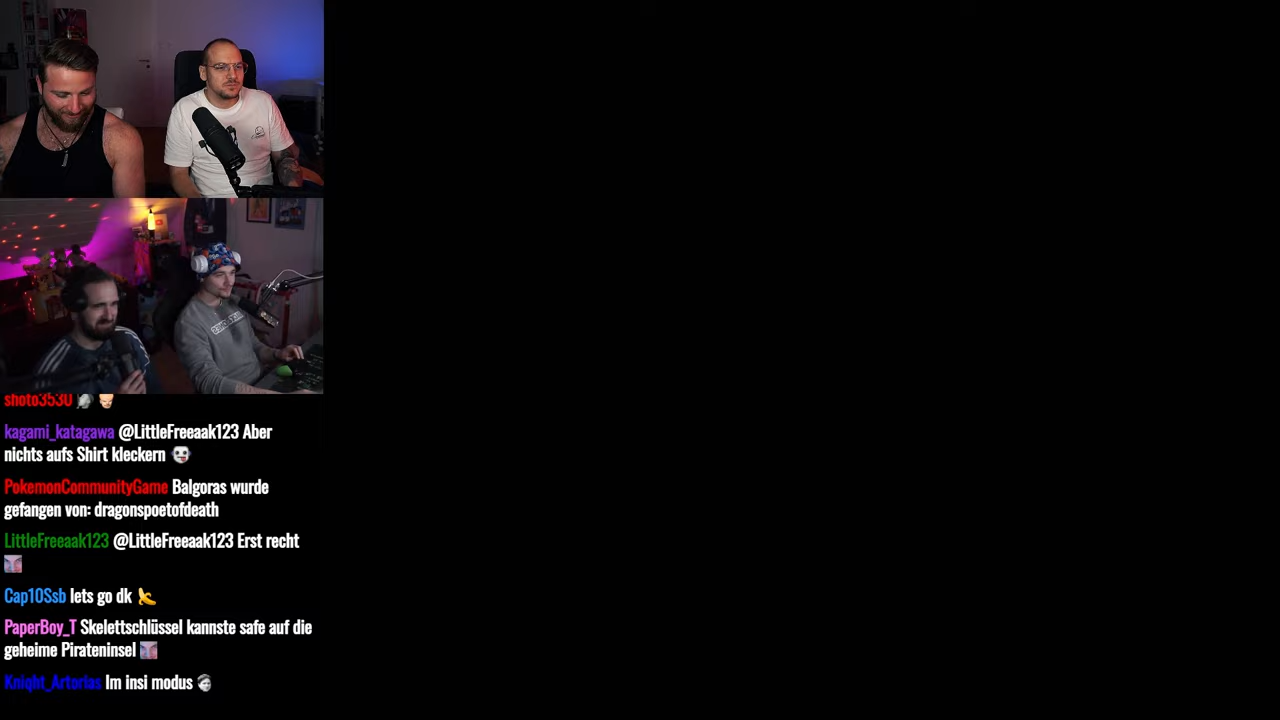 shoto3530
kagami_katagawa @LittleFreeaak123 Aber
nichts aufs Shirt kleckern
PokemonCommunityGame Balgoras wurde
gefangen von: dragonspoetofdeath
LittleFreeaak123 @LittleFreeaak123 Erst recht
Cap10Ssb lets go dk
PaperBoy_T Skelettschlüssel kannste safe auf die
geheime Pirateninsel
Knight_Artorias Im insi modus